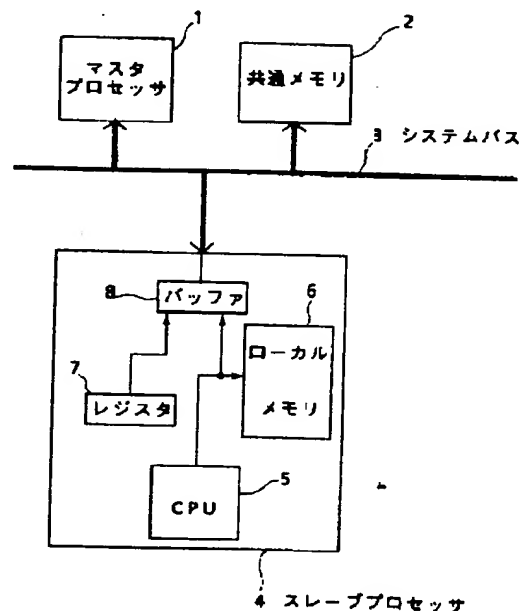 1
マスタ
プロセッサ
2
共通メモリ
3 システムバス
8
バッファ
6
ローカル
メモリ
7
レジスタ
5
CPU
4 スレーブプロセッサ